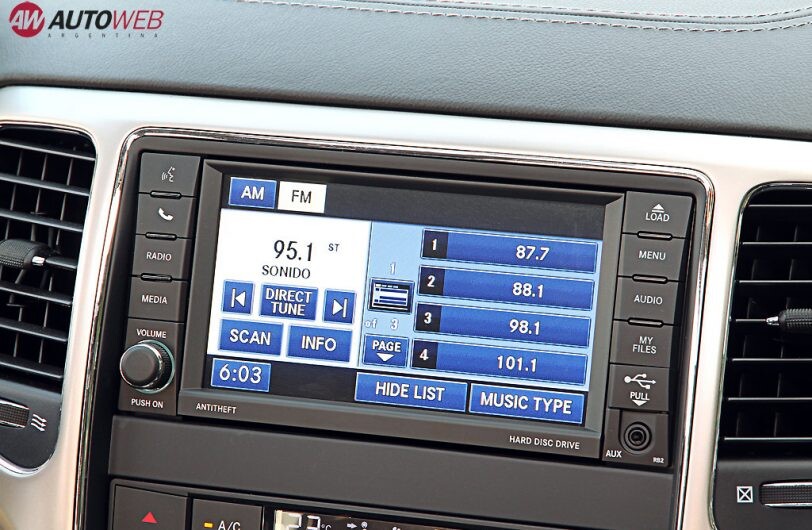 AW AUTOWEB
ARGENTINA
RADIO
MEDIA
VOLUME
PUSH ON
AM FM
95.1 ST
SONIDO
DIRECT
TUNE
SCAN INFO
6:03
1
of 3
PAGE
1 87.7
2 88.1
3 98.1
4 101.1
HIDE LIST MUSIC TYPE
ANTITHEFT
HARD DISC DRIVE
LOAD
MENU
AUDIO
MY
FILES
PULL
AUX
RB2
A/C
22°C